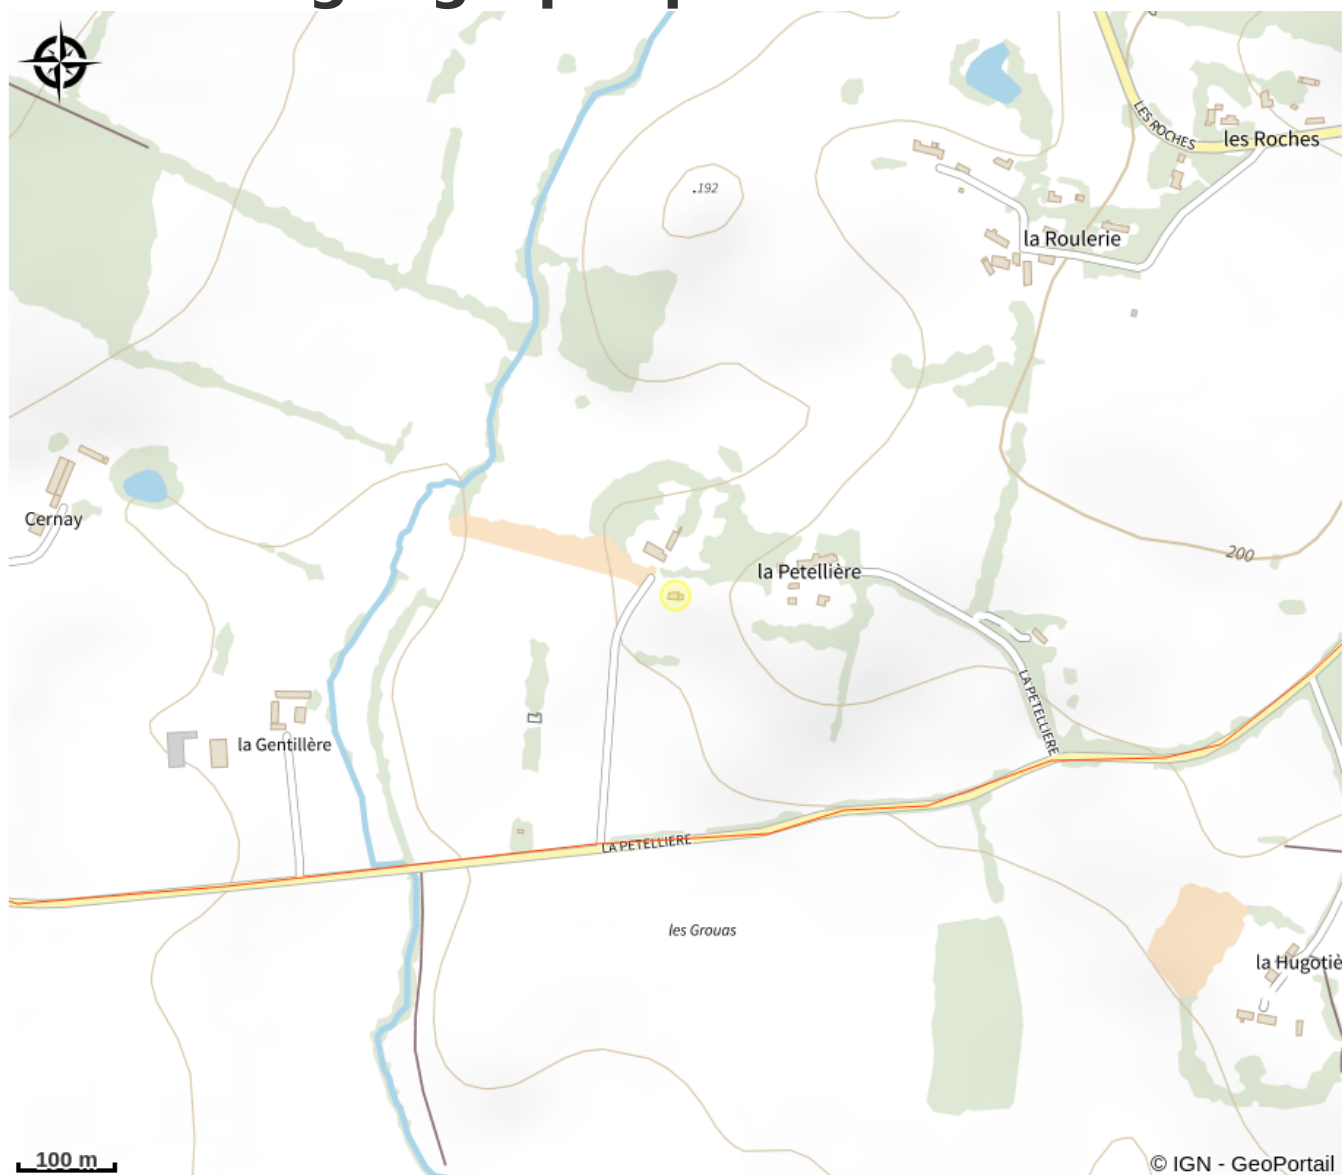 LES ROCHES
les Roches
.192
la Roulerie
Cernay
200
la Petellière
LA PETELLIERE
la Gentillère
LA PETELLIERE
les Grouas
la Hugotiè
100 m
© IGN - GeoPortail